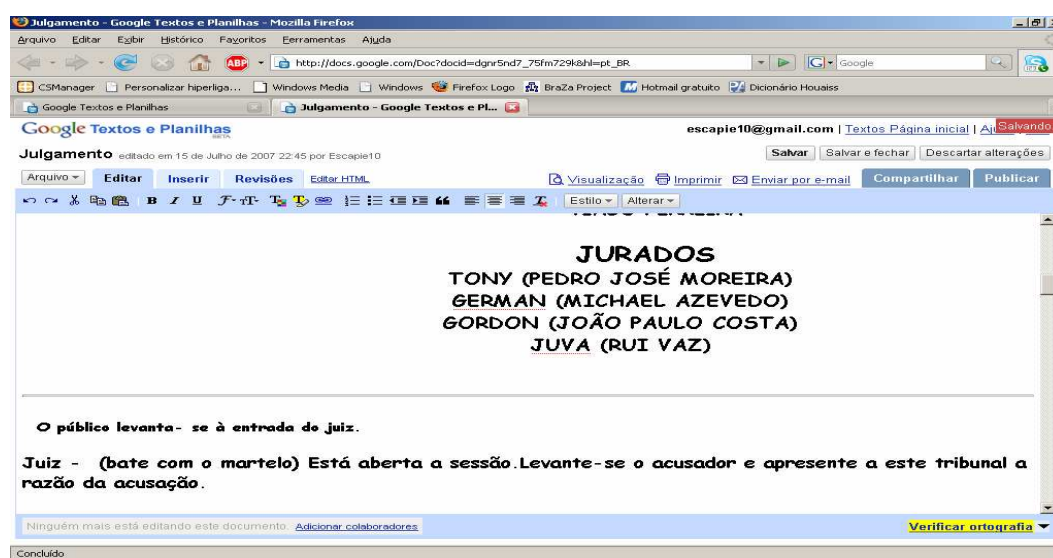 Julgamento - Google Textos e Planilhas - Mozilla Firefox
Arquivo Editar Exibir Histórico Favoritos Ferramentas Ajuda
ABP http://docs.google.com/Doc?docid=dgnr5nd7_75fm729k&hl=pt_BR G Google
CSManager Personalizar hiperliga... Windows Media Windows Firefox Logo BraZa Project Hotmail gratuito Dicionário Houaiss
Google Textos e Planilhas Julgamento - Google Textos e Pl...
Google Textos e Planilhas BETA escapie10@gmail.com | Textos Página inicial | Salvando
Julgamento editado em 15 de Julho de 2007 22:45 por Escapie10 Salvar Salvar e fechar Descartar alterações
Arquivo Editar Inserir Revisões Editar HTML Visualização Imprimir Enviar por e-mail Compartilhar Publicar
B I U Estilo Alterar
JURADOS
TONY (PEDRO JOSÉ MOREIRA)
GERMAN (MICHAEL AZEVEDO)
GORDON (JOÃO PAULO COSTA)
JUVA (RUI VAZ)
O público levanta- se à entrada do juiz.
Juiz - (bate com o martelo) Está aberta a sessão.Levante-se o acusador e apresente a este tribunal a
razão da acusação.
Ninguém mais está editando este documento. Adicionar colaboradores Verificar ortografia
Concluído